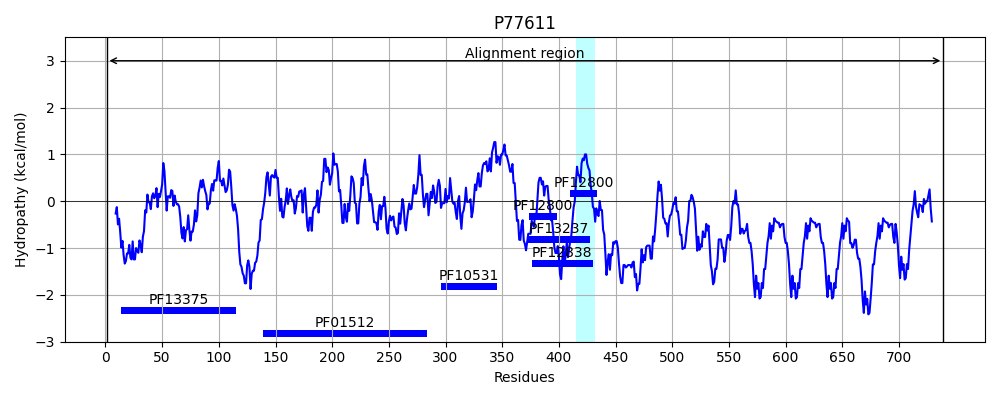 P77611
Alignment region
PF12800
PF12800
PF13237
PF12838
PF10531
PF13375
PF01512
Hydropathy (kcal/mol)
3
2
1
0
−1
−2
−3
0 50 100 150 200 250 300 350 400 450 500 550 600 650 700
Residues